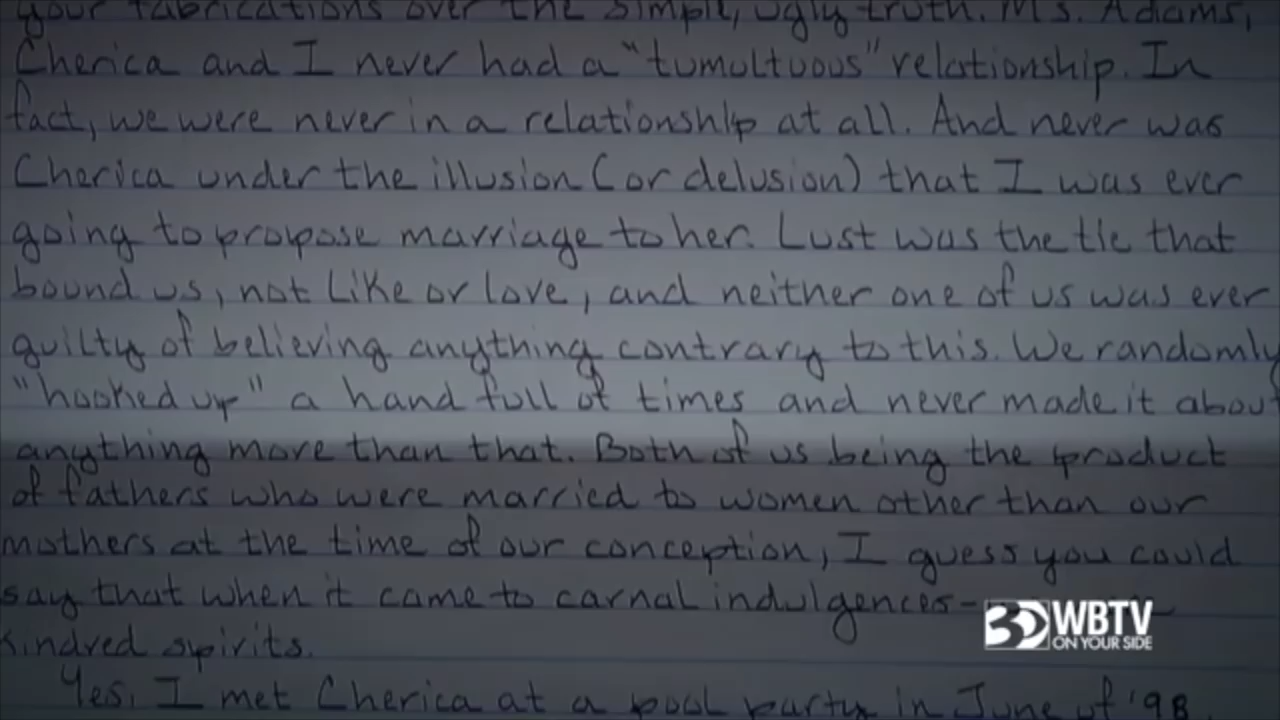 your fabrications over the simple, ugly truth. Ms. Adams,
Cherica and I never had a "tumultuous" relationship. In
fact, we were never in a relationship at all. And never was
Cherica under the illusion (or delusion) that I was ever
going to propose marriage to her. Lust was the tie that
bound us, not like or love, and neither one of us was ever
guilty of believing anything contrary to this. We randomly
"hooked up" a hand full of times and never made it about
anything more than that. Both of us being the product
of fathers who were married to women other than our
mothers at the time of our conception, I guess you could
say that when it came to carnal indulgences-
kindred spirits.
Yes, I met Cherica at a pool party in June of '98
3 WBTV
ON YOUR SIDE